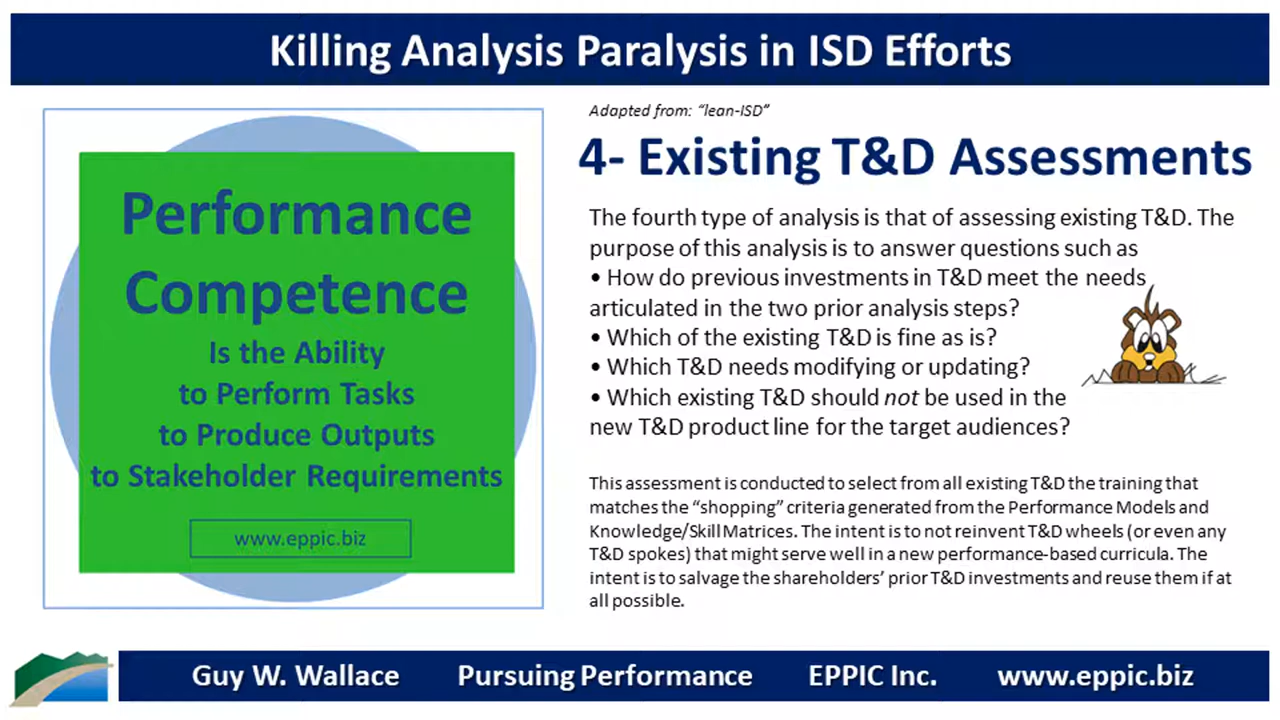 Killing Analysis Paralysis in ISD Efforts
Performance
Competence
Is the Ability
to Perform Tasks
to Produce Outputs
to Stakeholder Requirements
www.eppic.biz
Adapted from: “lean-ISD”
4- Existing T&D Assessments
The fourth type of analysis is that of assessing existing T&D. The
purpose of this analysis is to answer questions such as
• How do previous investments in T&D meet the needs
articulated in the two prior analysis steps?
• Which of the existing T&D is fine as is?
• Which T&D needs modifying or updating?
• Which existing T&D should not be used in the
new T&D product line for the target audiences?
This assessment is conducted to select from all existing T&D the training that
matches the “shopping” criteria generated from the Performance Models and
Knowledge/Skill Matrices. The intent is to not reinvent T&D wheels (or even any
T&D spokes) that might serve well in a new performance-based curricula. The
intent is to salvage the shareholders’ prior T&D investments and reuse them if at
all possible.
Guy W. Wallace Pursuing Performance EPPIC Inc. www.eppic.biz